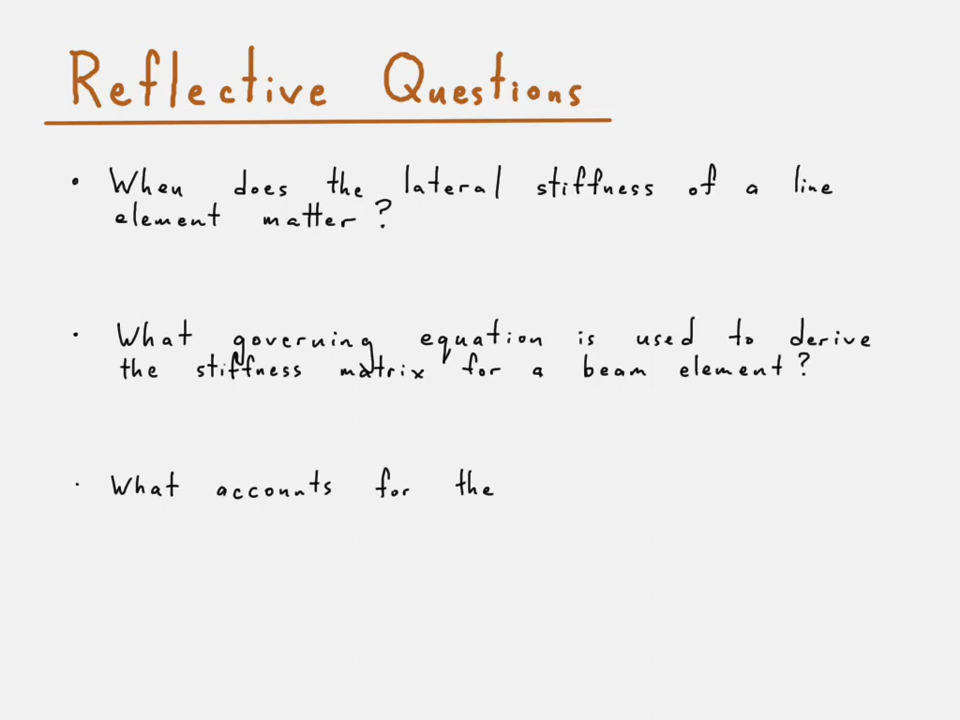 Reflective Questions
• When does the lateral stiffness of a line
element matter?
• What governing equation is used to derive
the stiffness matrix for a beam element?
• What accounts for the